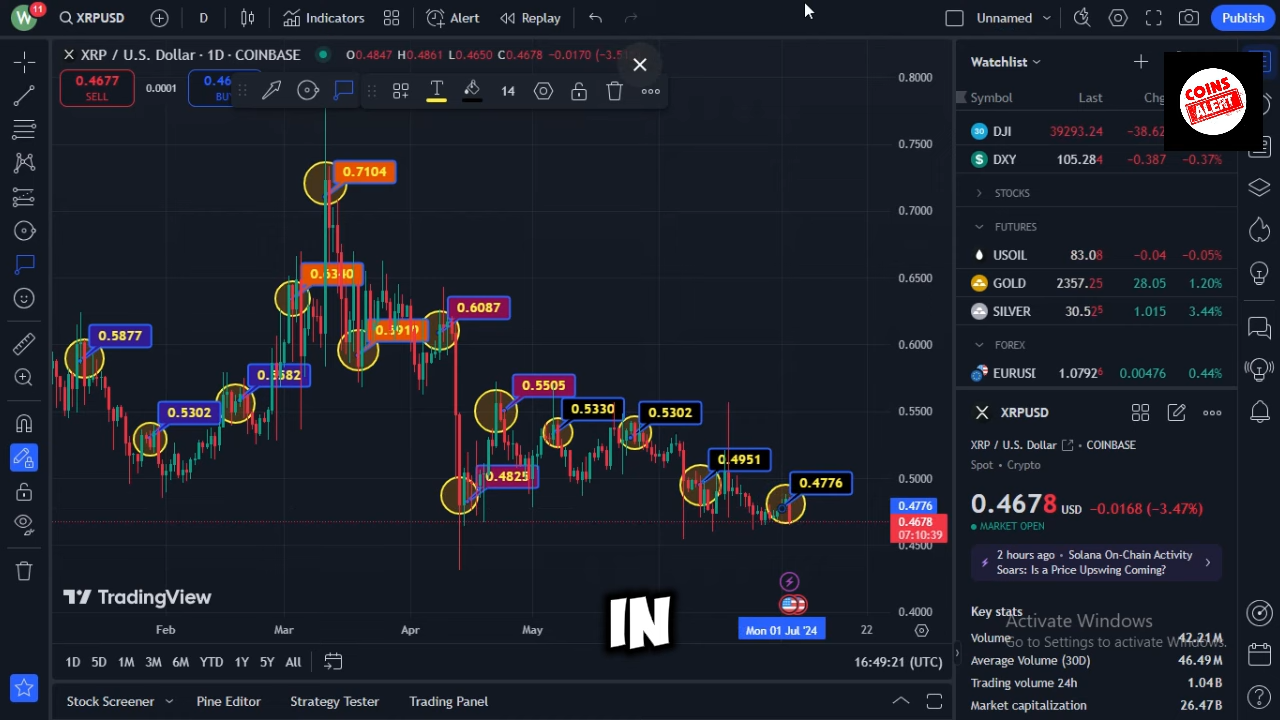 W 11 XRPUSD D Indicators Alert Replay Unnamed Publish
XRP / U.S. Dollar · 1D · COINBASE O0.4847 H0.4861 L0.4650 C0.4678 -0.0170
0.4677
SELL
0.0001
14
Watchlist
COINS
ALERT
Symbol Last
DJI 39293.24 -38.62
DXY 105.284 -0.387 -0.37%
STOCKS
FUTURES
USOIL 83.08 -0.04 -0.05%
GOLD 2357.25 28.05 1.20%
SILVER 30.525 1.015 3.44%
FOREX
EURUSI 1.07926 0.00476 0.44%
0.8000
0.7500
0.7000
0.6500
0.6000
0.5500
0.5000
0.4776
0.4678
07:10:39
0.4000
0.7104
0.6087
0.5877
0.5505
0.5302
0.5330
0.5302
0.4825
0.4951
0.4776
XRPUSD
XRP / U.S. Dollar COINBASE
Spot • Crypto
0.4678 USD -0.0168 (-3.47%)
MARKET OPEN
2 hours ago • Solana On-Chain Activity
Soars: Is a Price Upswing Coming?
Key stats
Volume 42.21M
Average Volume (30D) 46.49M
Trading volume 24h 1.04B
Market capitalization 26.47B
Activate Windows
Go to Settings to activate Windows.
TradingView
IN
Feb Mar Apr May Mon 01 Jul '24 22
1D 5D 1M 3M 6M YTD 1Y 5Y All 16:49:21 (UTC)
Stock Screener Pine Editor Strategy Tester Trading Panel